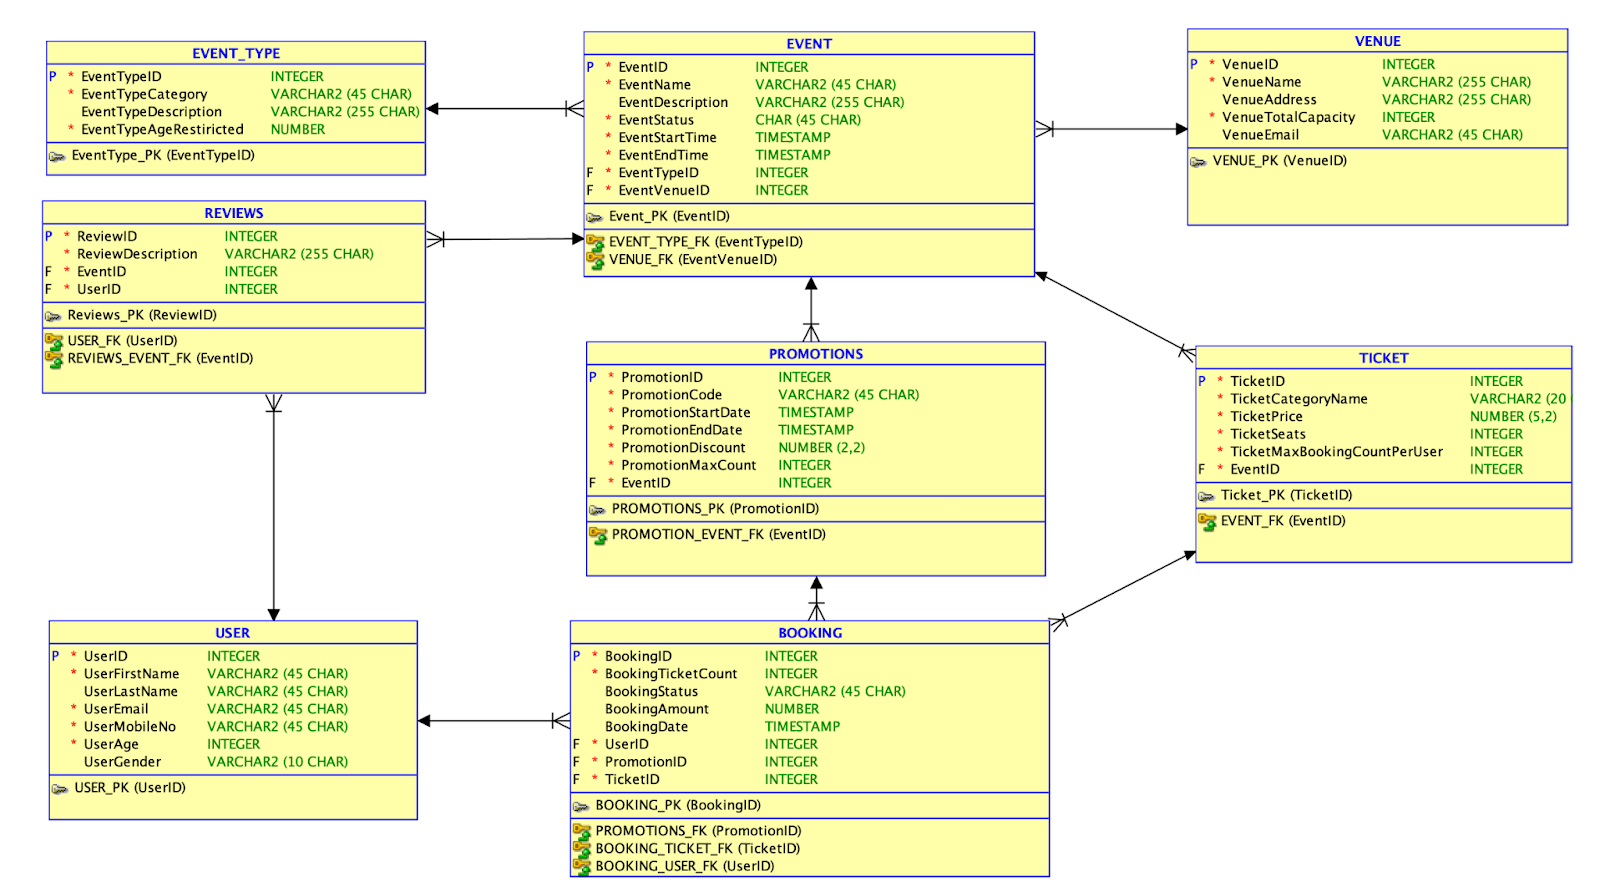 EVENT_TYPE
P * EventTypeID INTEGER
* EventTypeCategory VARCHAR2 (45 CHAR)
EventTypeDescription VARCHAR2 (255 CHAR)
* EventTypeAgeRestricted NUMBER
EventType_PK (EventTypeID)
EVENT
P * EventID INTEGER
* EventName VARCHAR2 (45 CHAR)
EventDescription VARCHAR2 (255 CHAR)
* EventStatus CHAR (45 CHAR)
* EventStartTime TIMESTAMP
* EventEndTime TIMESTAMP
F * EventTypeID INTEGER
F * EventVenueID INTEGER
Event_PK (EventID)
EVENT_TYPE_FK (EventTypeID)
VENUE_FK (EventVenueID)
VENUE
P * VenueID INTEGER
* VenueName VARCHAR2 (255 CHAR)
VenueAddress VARCHAR2 (255 CHAR)
* VenueTotalCapacity INTEGER
VenueEmail VARCHAR2 (45 CHAR)
VENUE_PK (VenueID)
REVIEWS
P * ReviewID INTEGER
* ReviewDescription VARCHAR2 (255 CHAR)
F * EventID INTEGER
F * UserID INTEGER
Reviews_PK (ReviewID)
USER_FK (UserID)
REVIEWS_EVENT_FK (EventID)
PROMOTIONS
P * PromotionID INTEGER
* PromotionCode VARCHAR2 (45 CHAR)
* PromotionStartDate TIMESTAMP
* PromotionEndDate TIMESTAMP
* PromotionDiscount NUMBER (2,2)
* PromotionMaxCount INTEGER
F * EventID INTEGER
PROMOTIONS_PK (PromotionID)
PROMOTION_EVENT_FK (EventID)
TICKET
P * TicketID INTEGER
* TicketCategoryName VARCHAR2 (20
* TicketPrice NUMBER (5,2)
* TicketSeats INTEGER
* TicketMaxBookingCountPerUser INTEGER
F * EventID INTEGER
Ticket_PK (TicketID)
EVENT_FK (EventID)
USER
P * UserID INTEGER
* UserFirstName VARCHAR2 (45 CHAR)
UserLastName VARCHAR2 (45 CHAR)
* UserEmail VARCHAR2 (45 CHAR)
* UserMobileNo VARCHAR2 (45 CHAR)
* UserAge INTEGER
UserGender VARCHAR2 (10 CHAR)
USER_PK (UserID)
BOOKING
P * BookingID INTEGER
* BookingTicketCount INTEGER
BookingStatus VARCHAR2 (45 CHAR)
BookingAmount NUMBER
BookingDate TIMESTAMP
F * UserID INTEGER
F * PromotionID INTEGER
F * TicketID INTEGER
BOOKING_PK (BookingID)
PROMOTIONS_FK (PromotionID)
BOOKING_TICKET_FK (TicketID)
BOOKING_USER_FK (UserID)